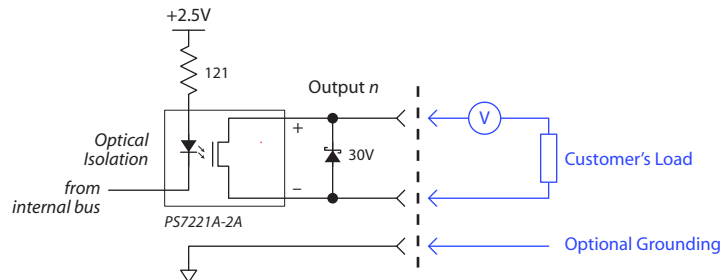 +2.5V
121
Output n
Optical
Isolation
+
30V
V
Customer's Load
from
internal bus
−
PS7221A-2A
Optional Grounding